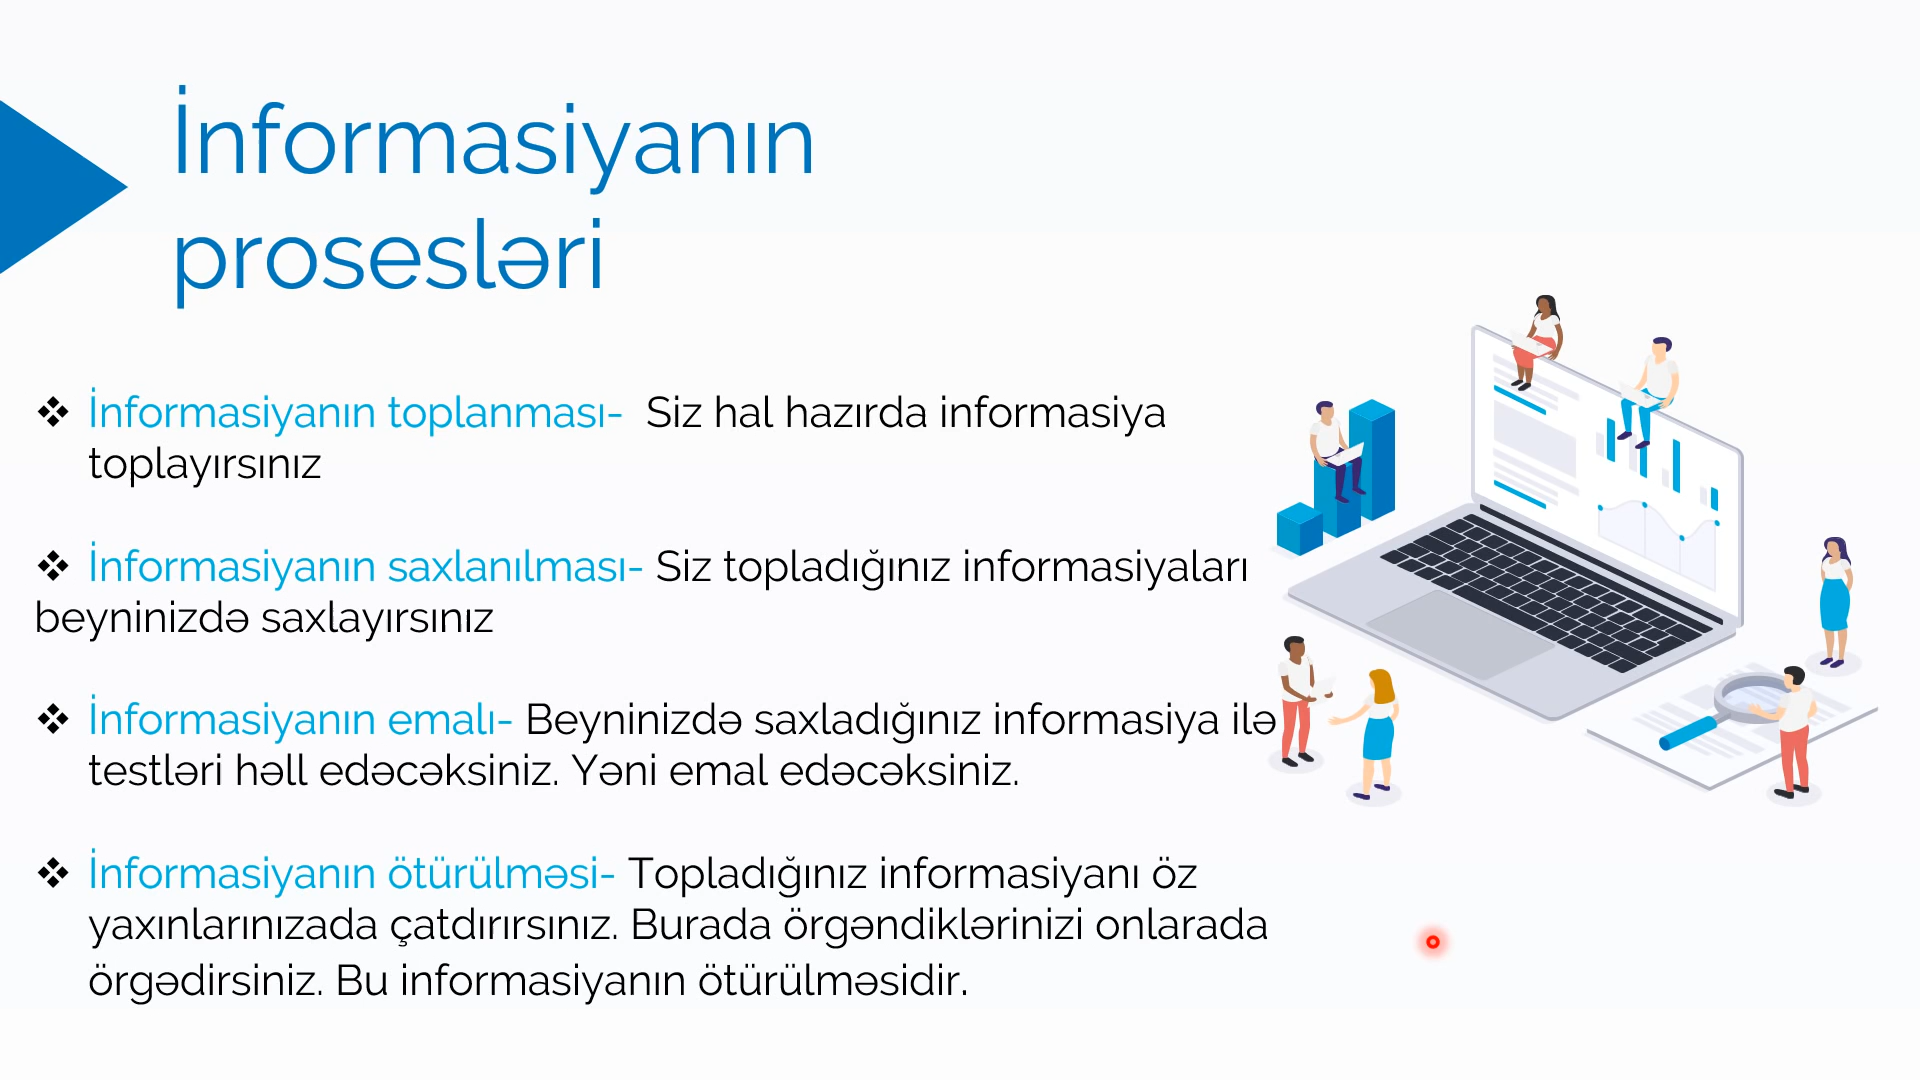 İnformasiyanın
prosesləri
❖ İnformasiyanın toplanması- Siz hal hazırda informasiya
toplayırsınız
❖ İnformasiyanın saxlanılması- Siz topladığınız informasiyaları
beyninizdə saxlayırsınız
❖ İnformasiyanın emalı- Beyninizdə saxladığınız informasiya ilə
testləri həll edəcəksiniz. Yəni emal edəcəksiniz.
❖ İnformasiyanın ötürülməsi- Topladığınız informasiyanı öz
yaxınlarınızada çatdırırsınız. Burada örgəndiklərinizi onlarada
örgədirsiniz. Bu informasiyanın ötürülməsidir.